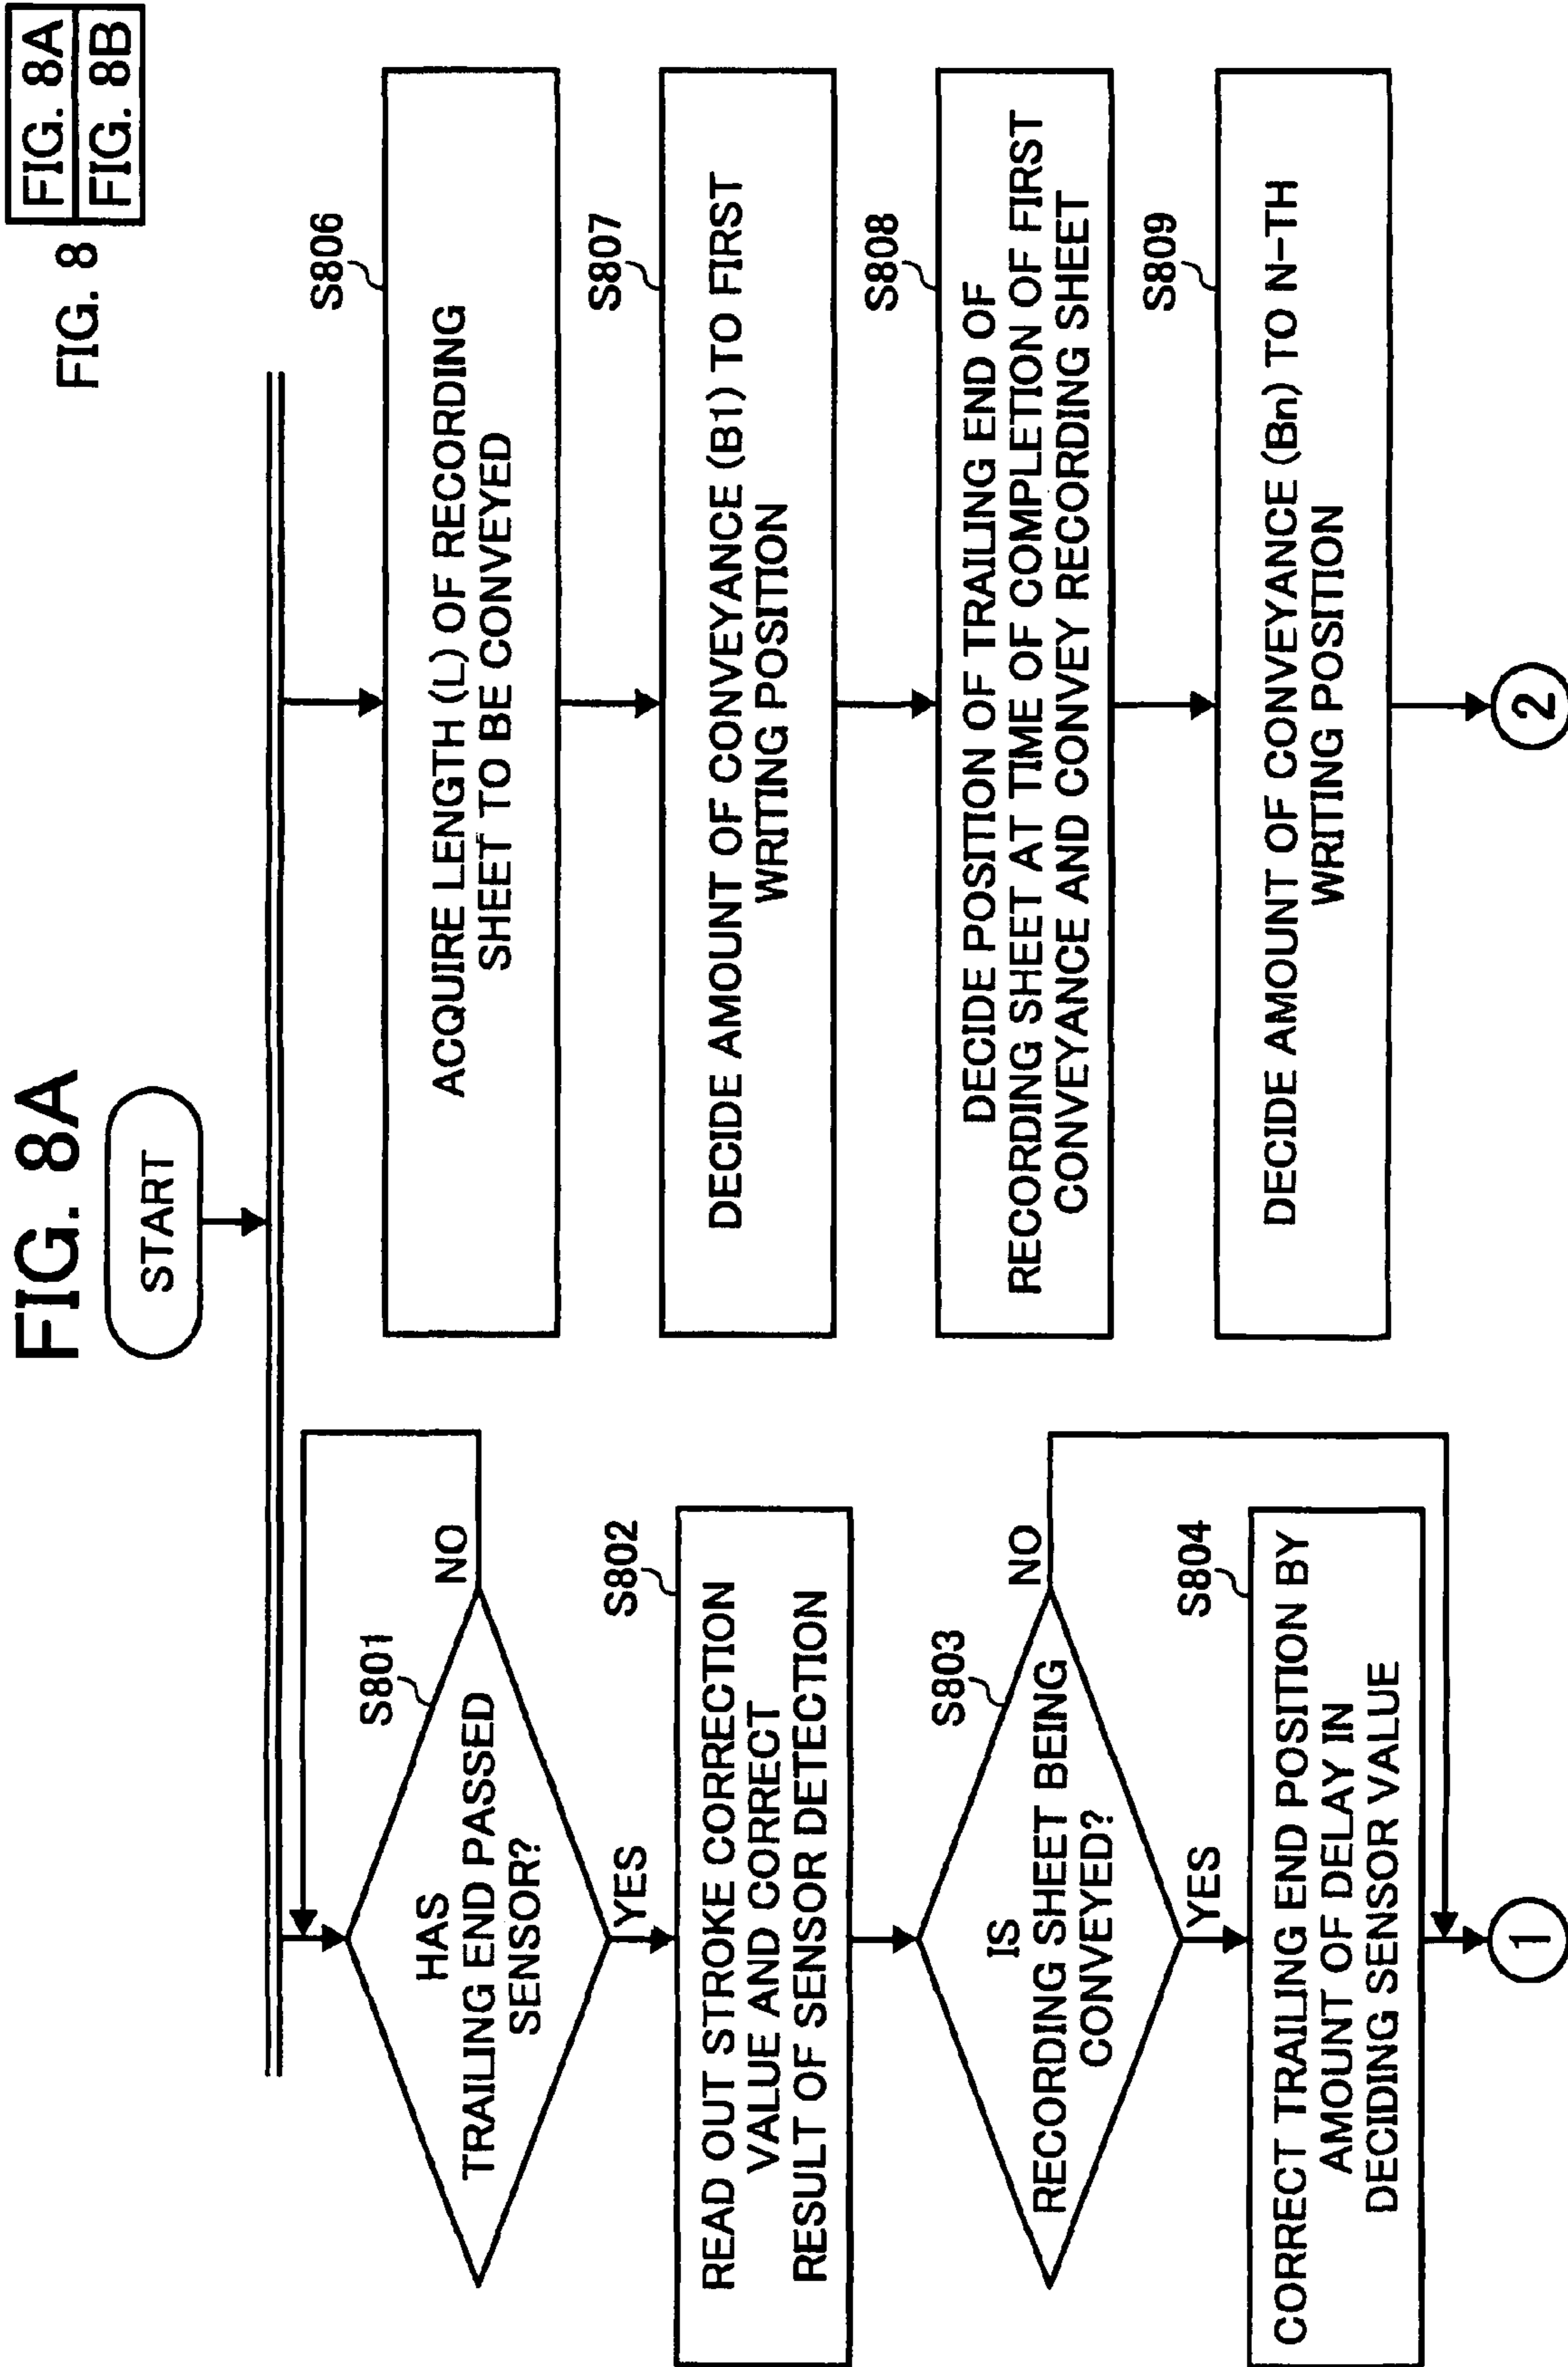 FIG. 8A
FIG. 8
FIG. 8A
FIG. 8B
START
S801
HAS
TRAILING END PASSED
SENSOR?
NO
YES
S802
READ OUT STROKE CORRECTION
VALUE AND CORRECT
RESULT OF SENSOR DETECTION
S803
IS
RECORDING SHEET BEING
CONVEYED?
NO
YES
S804
CORRECT TRAILING END POSITION BY
AMOUNT OF DELAY IN
DECIDING SENSOR VALUE
1
S806
ACQUIRE LENGTH (L) OF RECORDING
SHEET TO BE CONVEYED
S807
DECIDE AMOUNT OF CONVEYANCE (B1) TO FIRST
WRITING POSITION
S808
DECIDE POSITION OF TRAILING END OF
RECORDING SHEET AT TIME OF COMPLETION OF FIRST
CONVEYANCE AND CONVEY RECORDING SHEET
S809
DECIDE AMOUNT OF CONVEYANCE (Bn) TO N-TH
WRITING POSITION
2